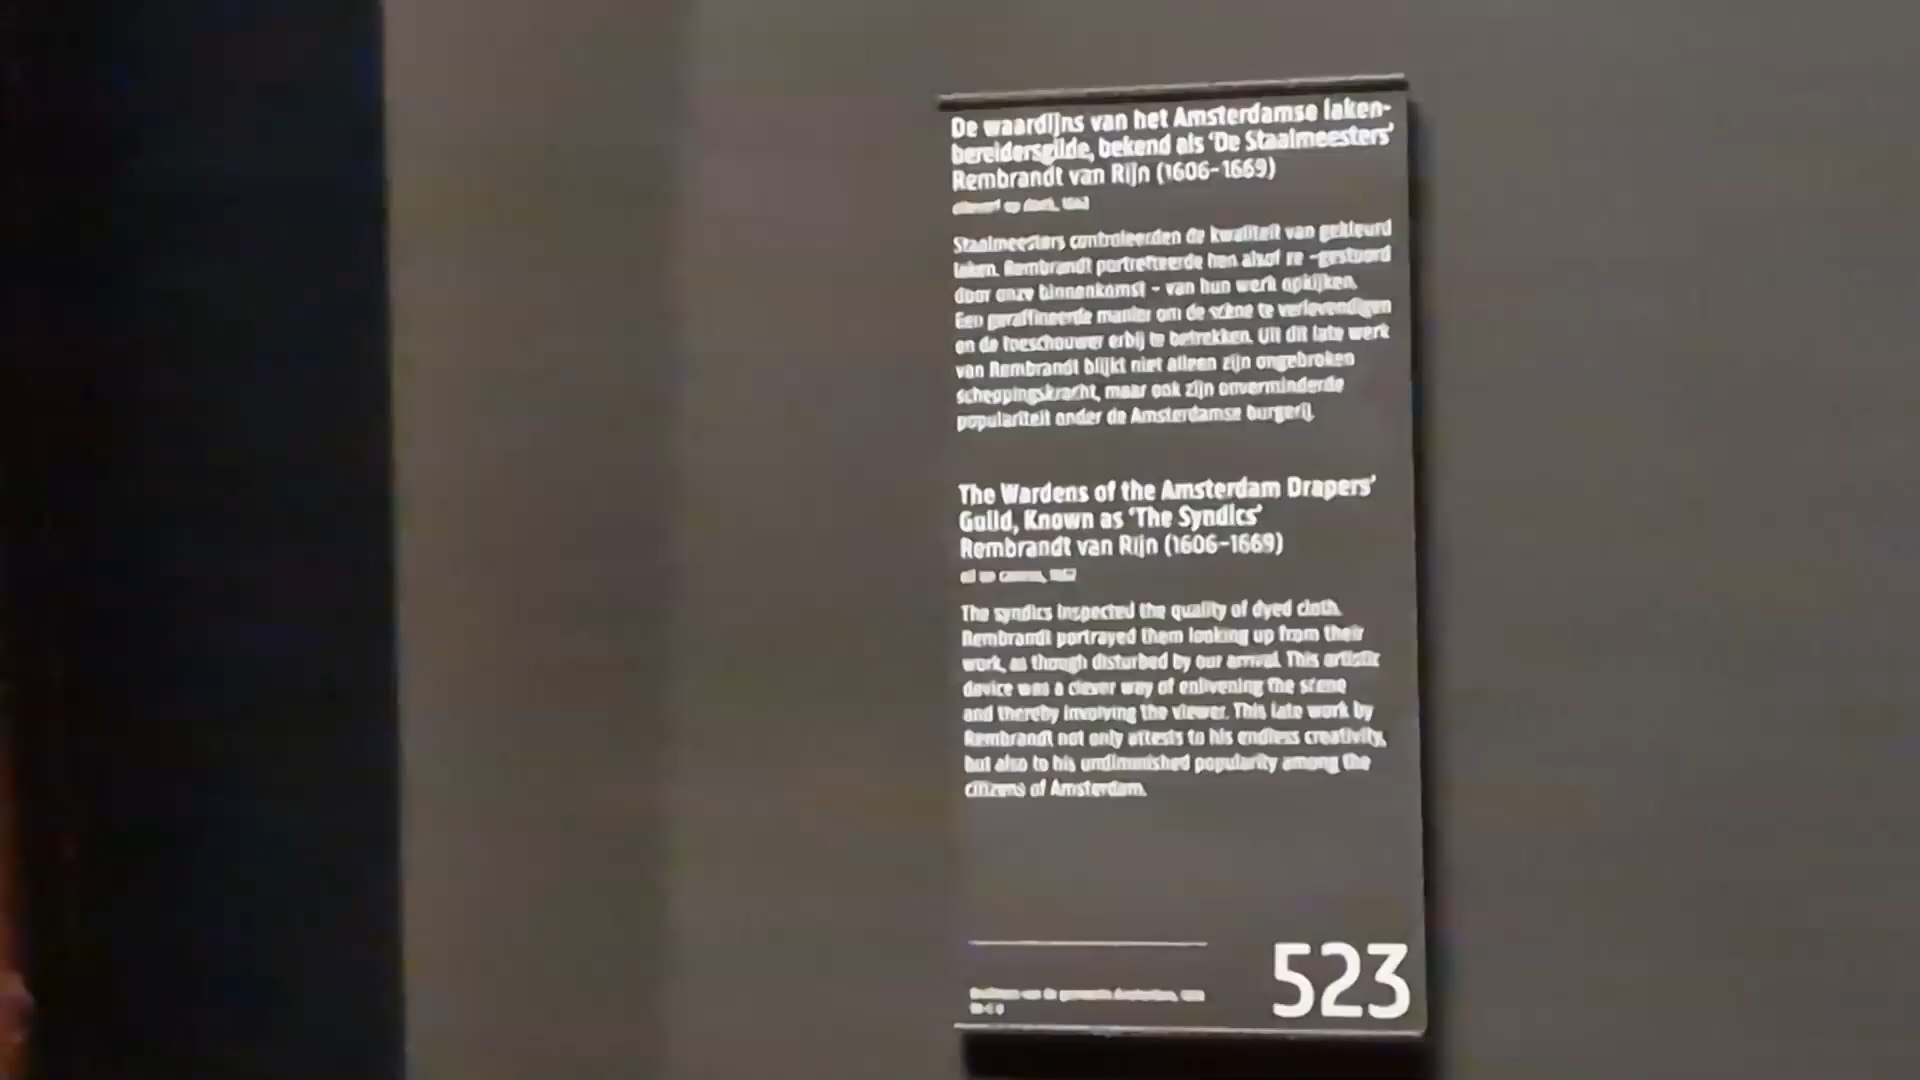 De waardijns van het Amsterdamse laken-
bereidersgilde, bekend als ‘De Staalmeesters’
Rembrandt van Rijn (1606–1669)
Staalmeesters controleerden de kwaliteit van gekleurd
laken. Rembrandt portretteerde hen alsof ze –gestoord
door onze binnenkomst – van hun werk opkijken.
Een geraffineerde manier om de scène te verlevendigen
en de toeschouwer erbij te betrekken. Uit dit late werk
van Rembrandt blijkt niet alleen zijn ongebroken
scheppingskracht, maar ook zijn onverminderde
populariteit onder de Amsterdamse burgerij.
The Wardens of the Amsterdam Drapers’
Guild, Known as ‘The Syndics’
Rembrandt van Rijn (1606–1669)
oil on canvas,
The syndics inspected the quality of dyed cloth.
Rembrandt portrayed them looking up from their
work, as though disturbed by our arrival. This artistic
device was a clever way of enlivening the scene
and thereby involving the viewer. This late work by
Rembrandt not only attests to his endless creativity,
but also to his undiminished popularity among the
citizens of Amsterdam.
523